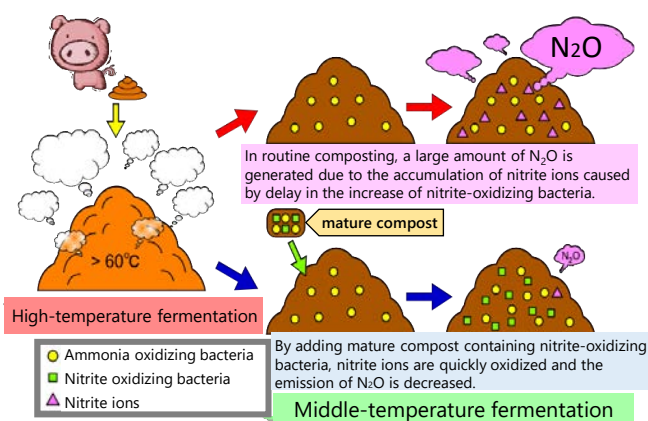 N2O
In routine composting, a large amount of N2O is
generated due to the accumulation of nitrite ions caused
by delay in the increase of nitrite-oxidizing bacteria.
mature compost
> 60°C
High-temperature fermentation
N2O
Ammonia oxidizing bacteria
Nitrite oxidizing bacteria
Nitrite ions
By adding mature compost containing nitrite-oxidizing
bacteria, nitrite ions are quickly oxidized and the
emission of N2O is decreased.
Middle-temperature fermentation